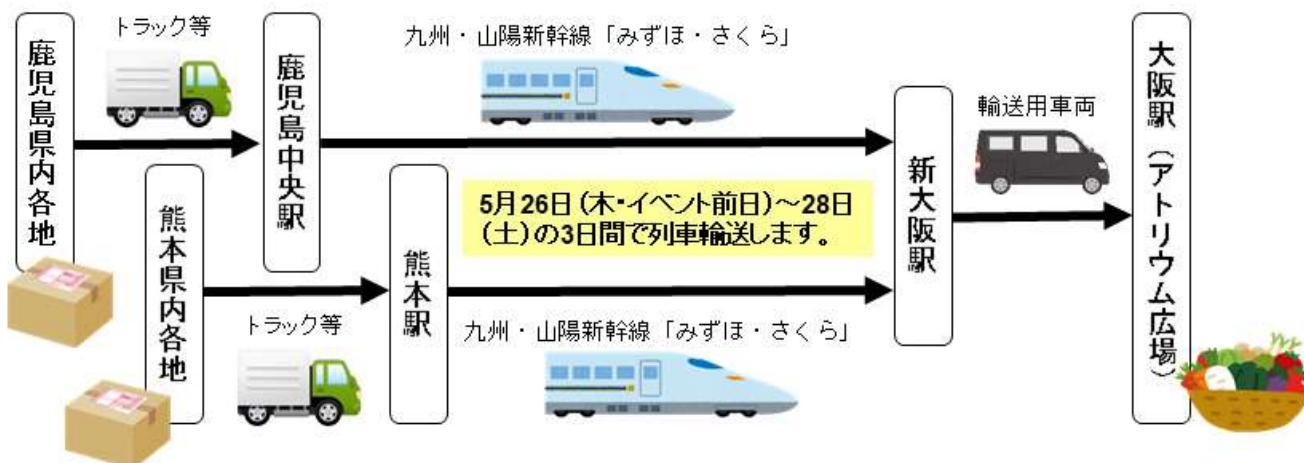 トラック等
九州・山陽新幹線「みずほ・さくら」
鹿児島県内各地
鹿児島中央駅
新大阪駅
輸送用車両
大阪駅（アトリウム広場）
5月26日(木・イベント前日)～28日
(土)の3日間で列車輸送します。
熊本県内各地
熊本駅
トラック等
九州・山陽新幹線「みずほ・さくら」